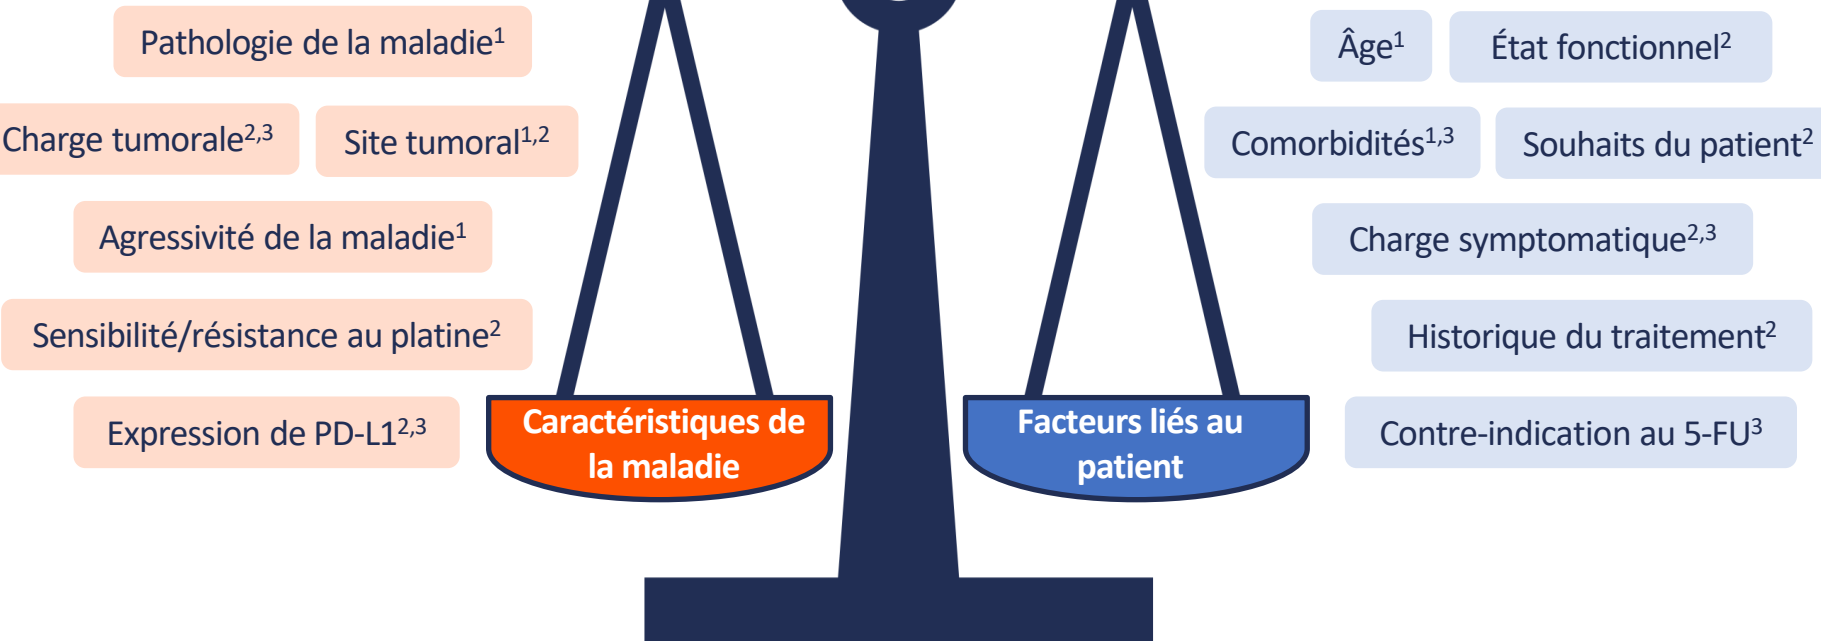 Pathologie de la maladie¹
Charge tumorale²,³
Site tumoral¹,²
Agressivité de la maladie¹
Sensibilité/résistance au platine²
Expression de PD-L1²,³
Caractéristiques de
la maladie
Âge¹
État fonctionnel²
Comorbidités¹,³
Souhaits du patient²
Charge symptomatique²,³
Historique du traitement²
Contre-indication au 5-FU³
Facteurs liés au
patient